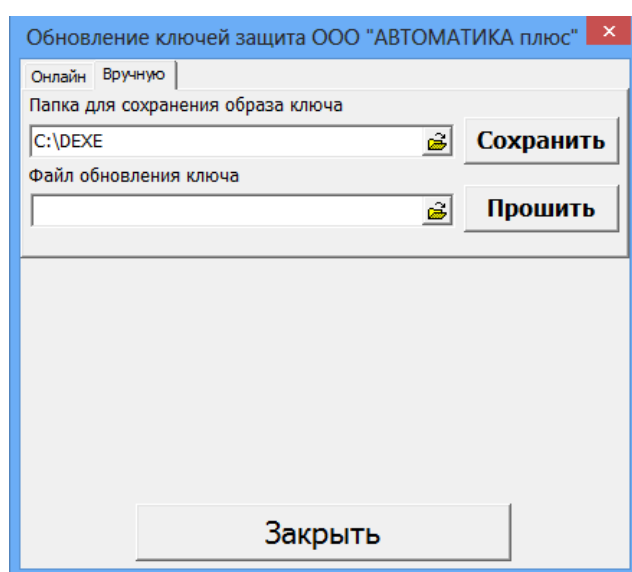 Обновление ключей защита ООО "АВТОМАТИКА плюс"
Онлайн Вручную
Папка для сохранения образа ключа
C:\DEXE Сохранить
Файл обновления ключа
Прошить
Закрыть